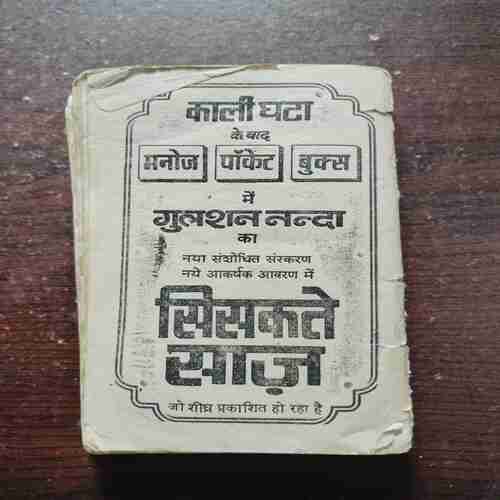 काली घटा
के बाद
मनोज पॉकेट बुक्स
में
गुलशन नन्दा
का
नया संशोधित संस्करण
नये आकर्षक आवरण में
सिसकते
साज़
जो शीघ्र प्रकाशित हो रहा है